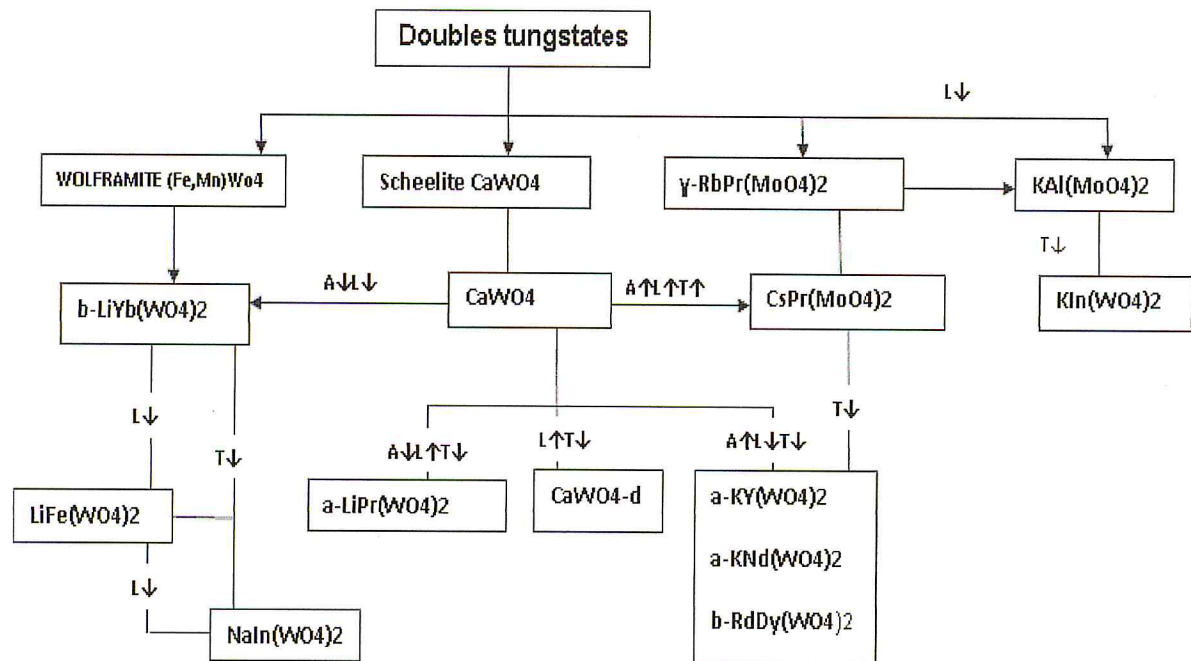 Doubles tungstates
L↓
WOLFRAMITE (Fe,Mn)Wo4
Scheelite CaWO4
γ-RbPr(MoO4)2
KAl(MoO4)2
T↓
b-LiYb(WO4)2
A↓L↓
CaWO4
A↑L↑T↑
CsPr(MoO4)2
KIn(WO4)2
L↓
T↓
A↓L↑T↓
L↑T↓
A↑L↓T↓
T↓
LiFe(WO4)2
a-LiPr(WO4)2
CaWO4-d
a-KY(WO4)2
a-KNd(WO4)2
b-RdDy(WO4)2
L↓
NaIn(WO4)2